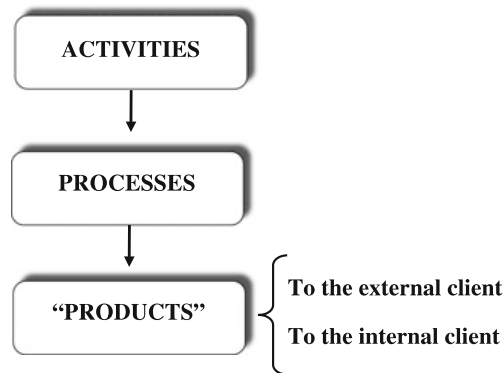 ACTIVITIES
PROCESSES
“PRODUCTS”
To the external client
To the internal client